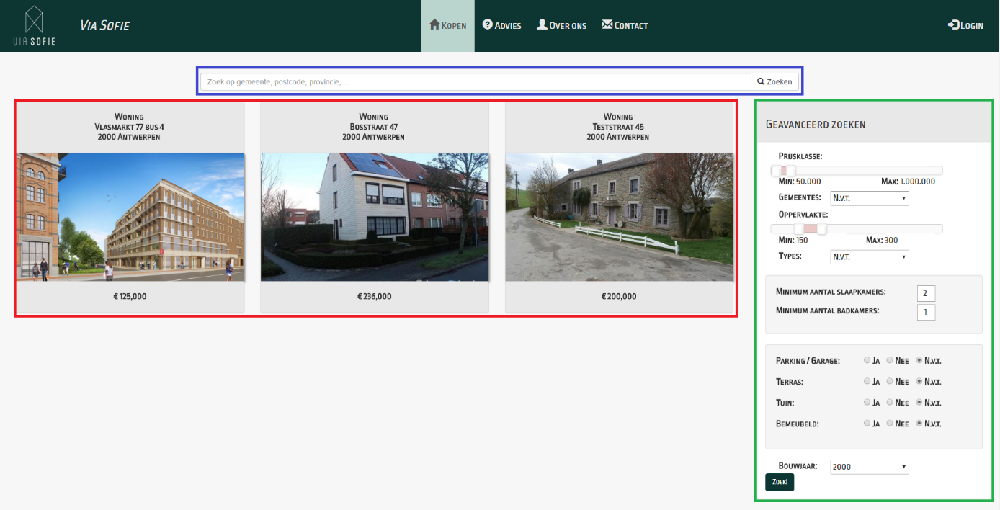 VIA SOFIE
Via Sofie
Kopen
Advies
Over ons
Contact
Login
Zoek op gemeente, postcode, provincie, ...
Zoeken
Woning
Vlasmarkt 77 bus 4
2000 Antwerpen
€ 125,000
Woning
Bosstraat 47
2000 Antwerpen
€ 236,000
Woning
Teststraat 45
2000 Antwerpen
€ 200,000
Geavanceerd zoeken
Prijsklasse:
Min: 50.000 Max: 1.000.000
Gemeentes: N.v.t.
Oppervlakte:
Min: 150 Max: 300
Types: N.v.t.
Minimum aantal slaapkamers: 2
Minimum aantal badkamers: 1
Parking / Garage: Ja Nee N.v.t.
Terras: Ja Nee N.v.t.
Tuin: Ja Nee N.v.t.
Bemeubeld: Ja Nee N.v.t.
Bouwjaar: 2000
Zoek!